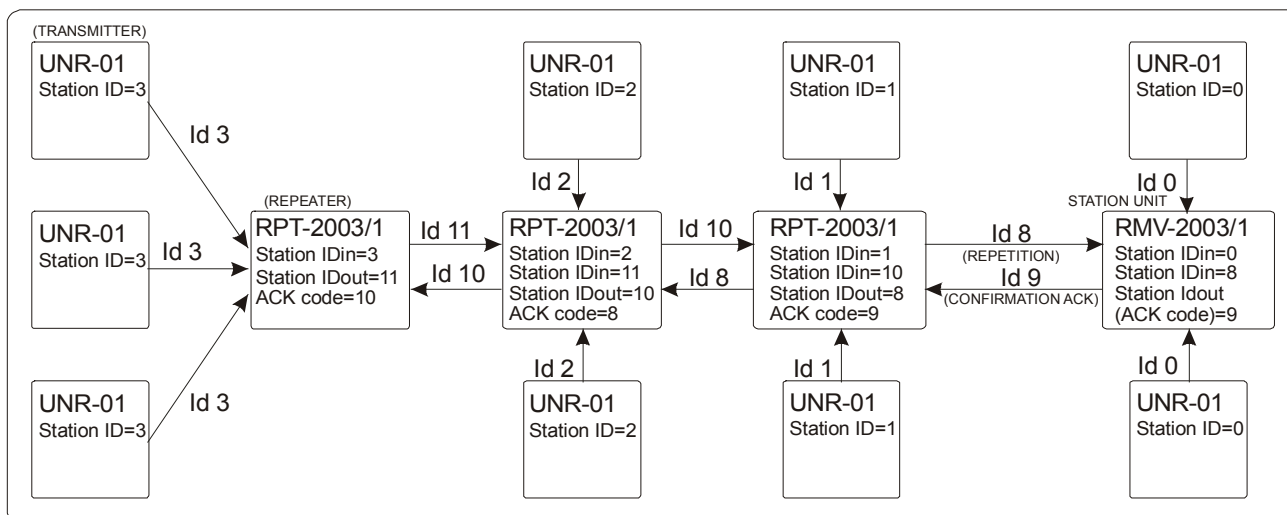 (TRANSMITTER)
UNR-01
Station ID=3
UNR-01
Station ID=2
UNR-01
Station ID=1
UNR-01
Station ID=0
Id 3
Id 2
Id 1
Id 0
UNR-01
Station ID=3
Id 3
(REPEATER)
RPT-2003/1
Station IDin=3
Station IDout=11
ACK code=10
Id 11
Id 10
RPT-2003/1
Station IDin=2
Station IDin=11
Station IDout=10
ACK code=8
Id 10
Id 8
RPT-2003/1
Station IDin=1
Station IDin=10
Station IDout=8
ACK code=9
Id 8
(REPETITION)
Id 9
(CONFIRMATION ACK)
STATION UNIT
RMV-2003/1
Station IDin=0
Station IDin=8
Station Idout
(ACK code)=9
Id 3
Id 2
Id 1
Id 0
UNR-01
Station ID=3
UNR-01
Station ID=2
UNR-01
Station ID=1
UNR-01
Station ID=0